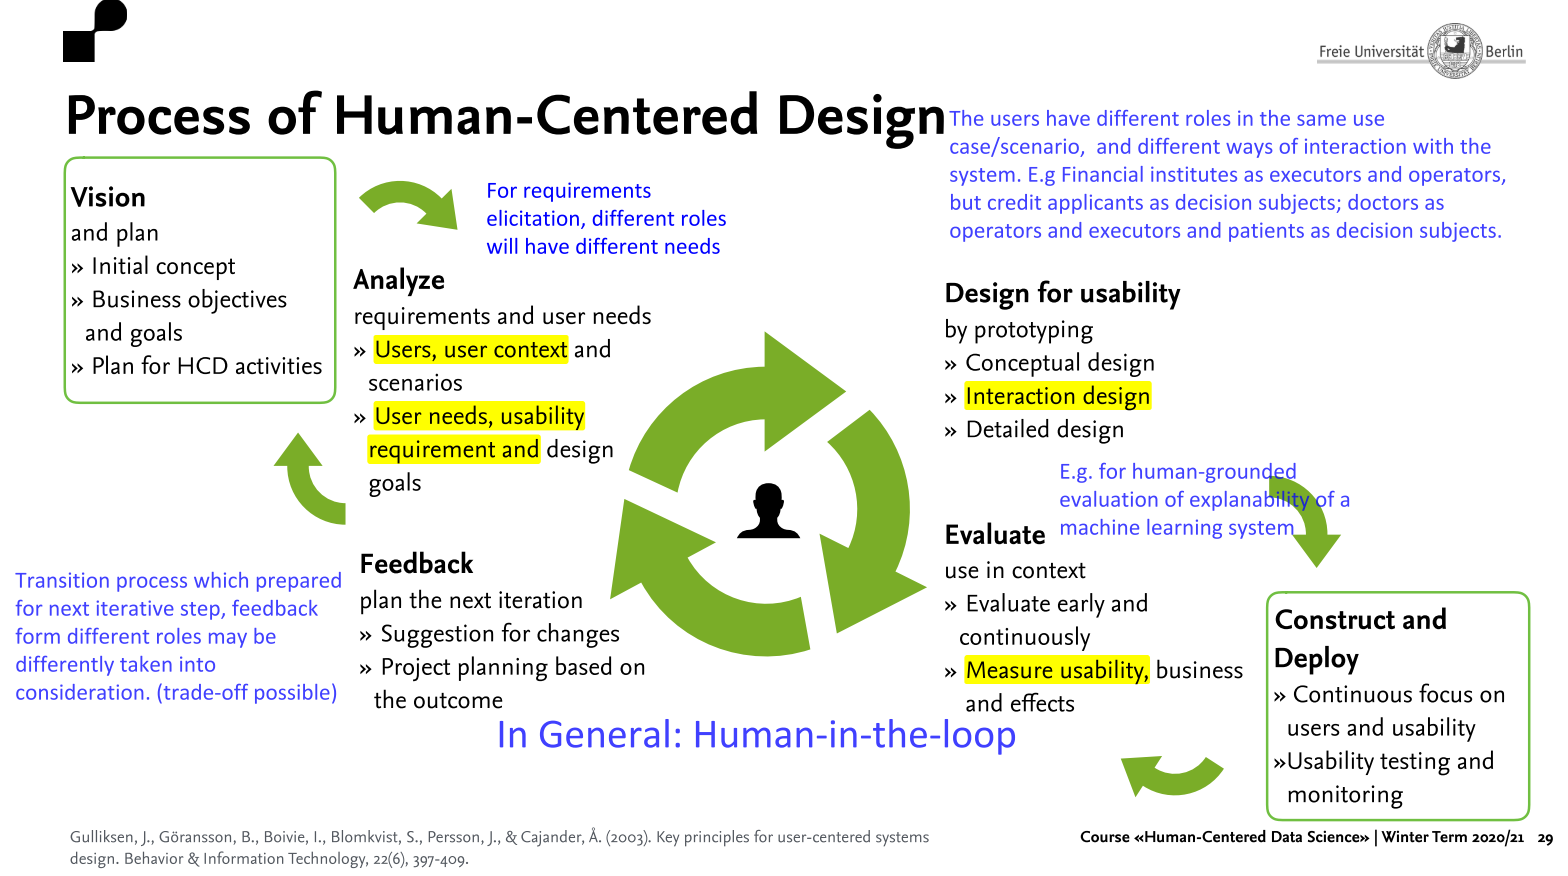 Freie Universität Berlin
Process of Human-Centered Design
The users have different roles in the same use
case/scenario,  and different ways of interaction with the
system. E.g Financial institutes as executors and operators,
but credit applicants as decision subjects; doctors as
operators and executors and patients as decision subjects.
Vision
and plan
» Initial concept
» Business objectives
and goals
» Plan for HCD activities
For requirements
elicitation, different roles
will have different needs
Analyze
requirements and user needs
» Users, user context and
scenarios
» User needs, usability
requirement and design
goals
Design for usability
by prototyping
» Conceptual design
» Interaction design
» Detailed design
E.g. for human-grounded
evaluation of explanability of a
machine learning system
Evaluate
use in context
» Evaluate early and
continuously
» Measure usability, business
and effects
Feedback
plan the next iteration
» Suggestion for changes
» Project planning based on
the outcome
Transition process which prepared
for next iterative step, feedback
form different roles may be
differently taken into
consideration. (trade-off possible)
Construct and
Deploy
» Continuous focus on
users and usability
»Usability testing and
monitoring
In General: Human-in-the-loop
Gulliksen, J., Göransson, B., Boivie, I., Blomkvist, S., Persson, J., & Cajander, Å. (2003). Key principles for user-centered systems
design. Behavior & Information Technology, 22(6), 397-409.
Course «Human-Centered Data Science» | Winter Term 2020/21 29